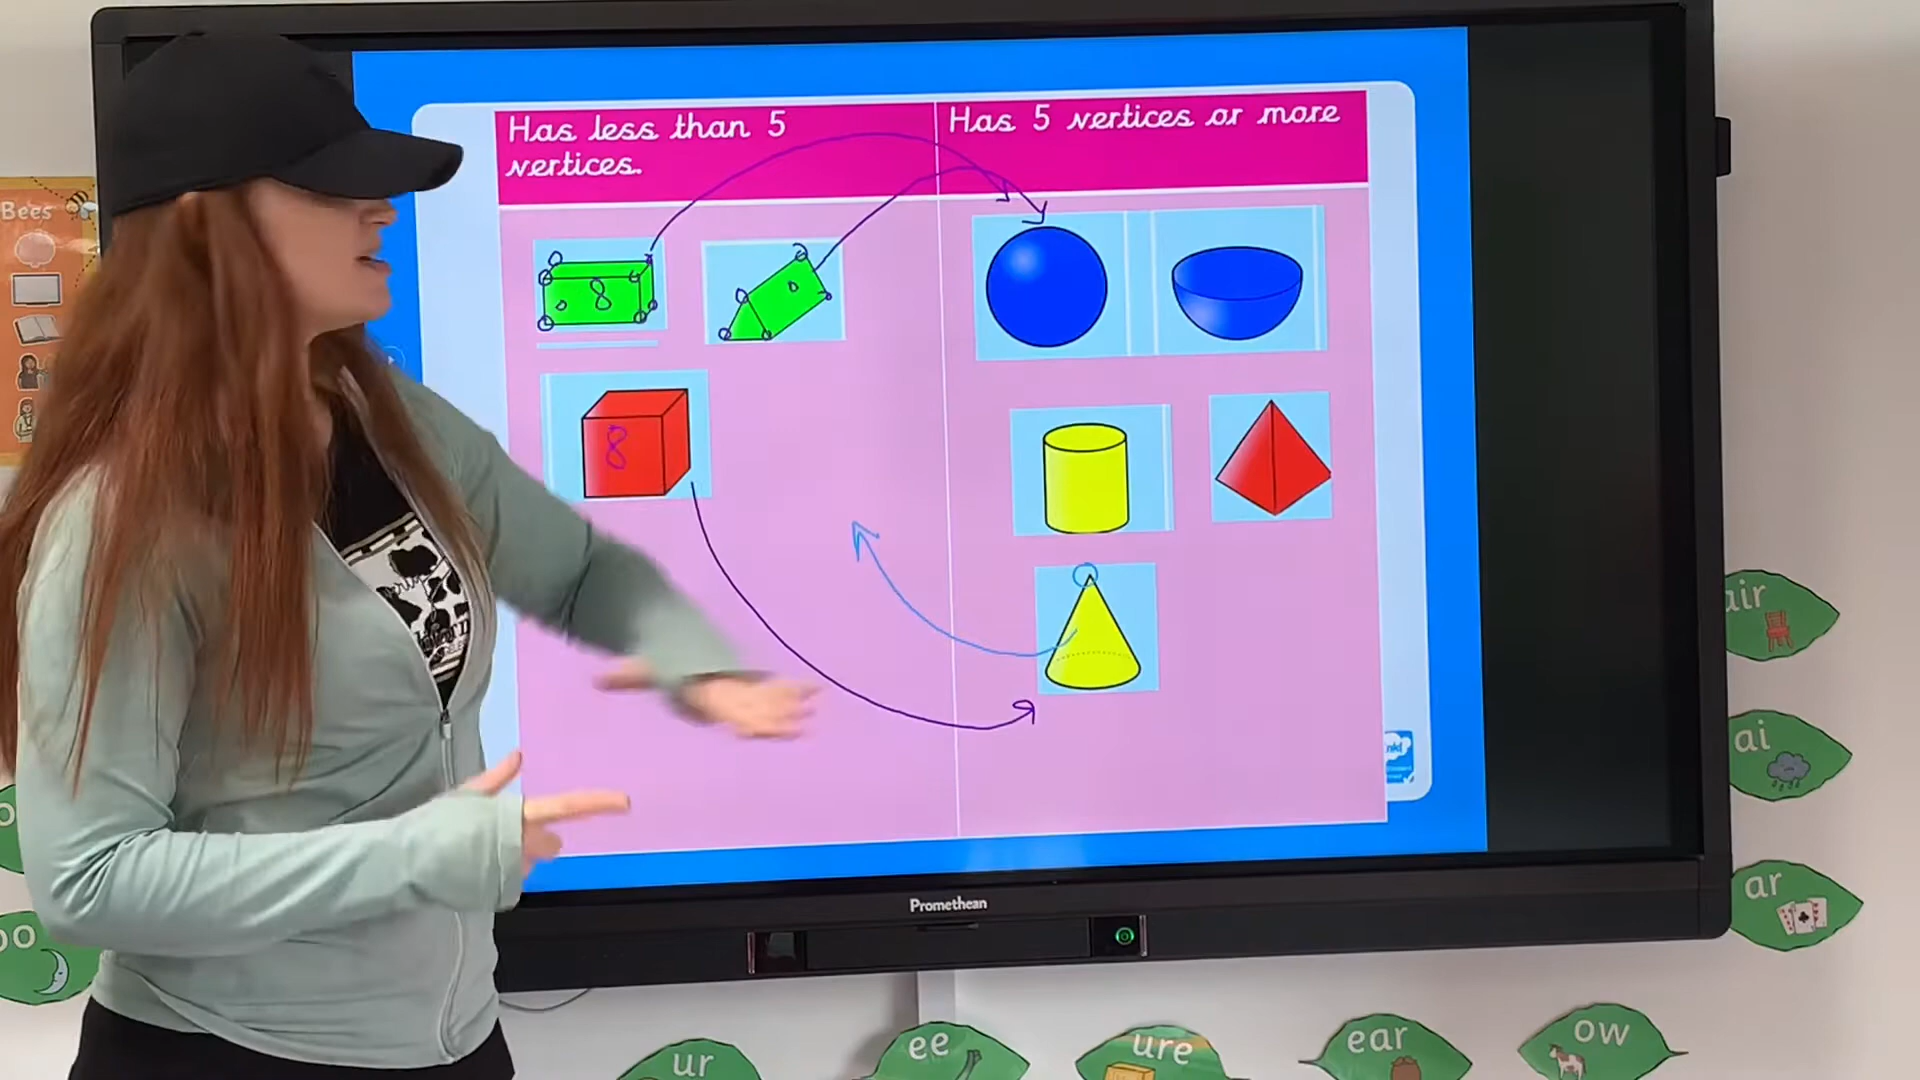 Bees
Has less than 5
vertices.
Has 5 vertices or more
8
8
Promethean
air
ai
ar
oo
ur
ee
ure
ear
ow